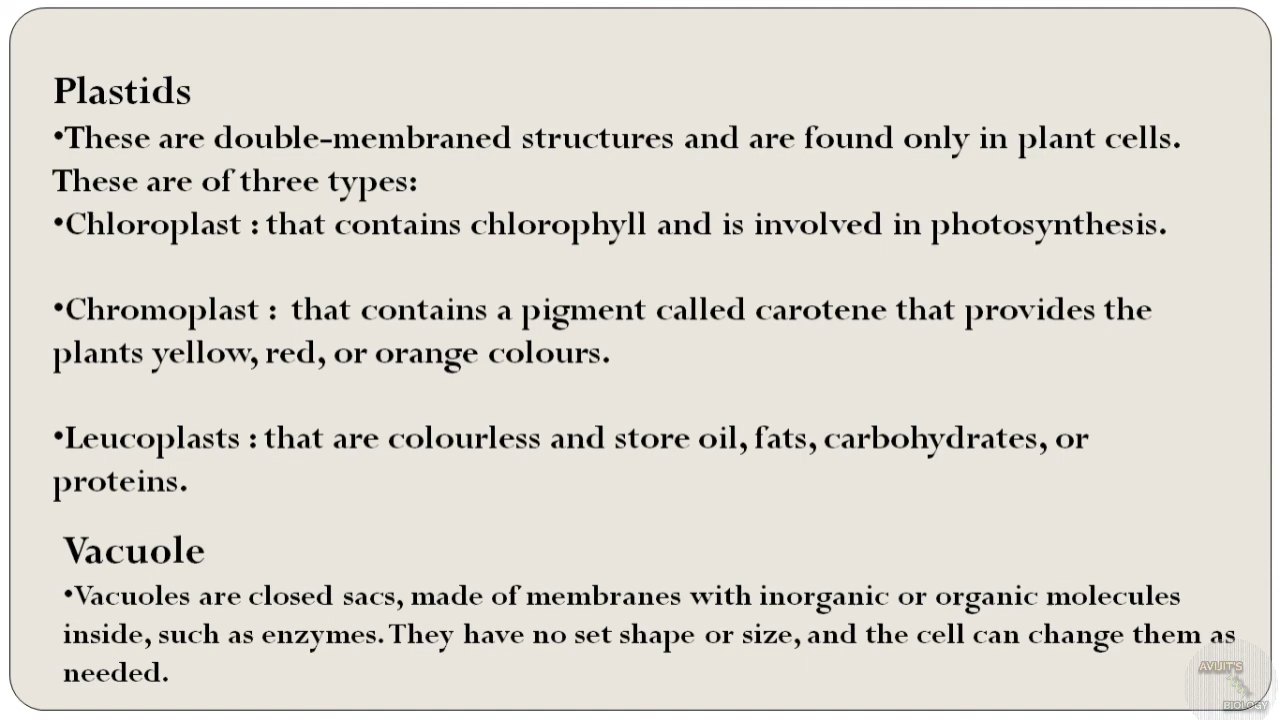 Plastids
•These are double-membraned structures and are found only in plant cells.
These are of three types:
•Chloroplast : that contains chlorophyll and is involved in photosynthesis.
•Chromoplast :  that contains a pigment called carotene that provides the
plants yellow, red, or orange colours.
•Leucoplasts : that are colourless and store oil, fats, carbohydrates, or
proteins.
Vacuole
•Vacuoles are closed sacs, made of membranes with inorganic or organic molecules
inside, such as enzymes. They have no set shape or size, and the cell can change them as
needed.
AVIJIT'S
BIOLOGY